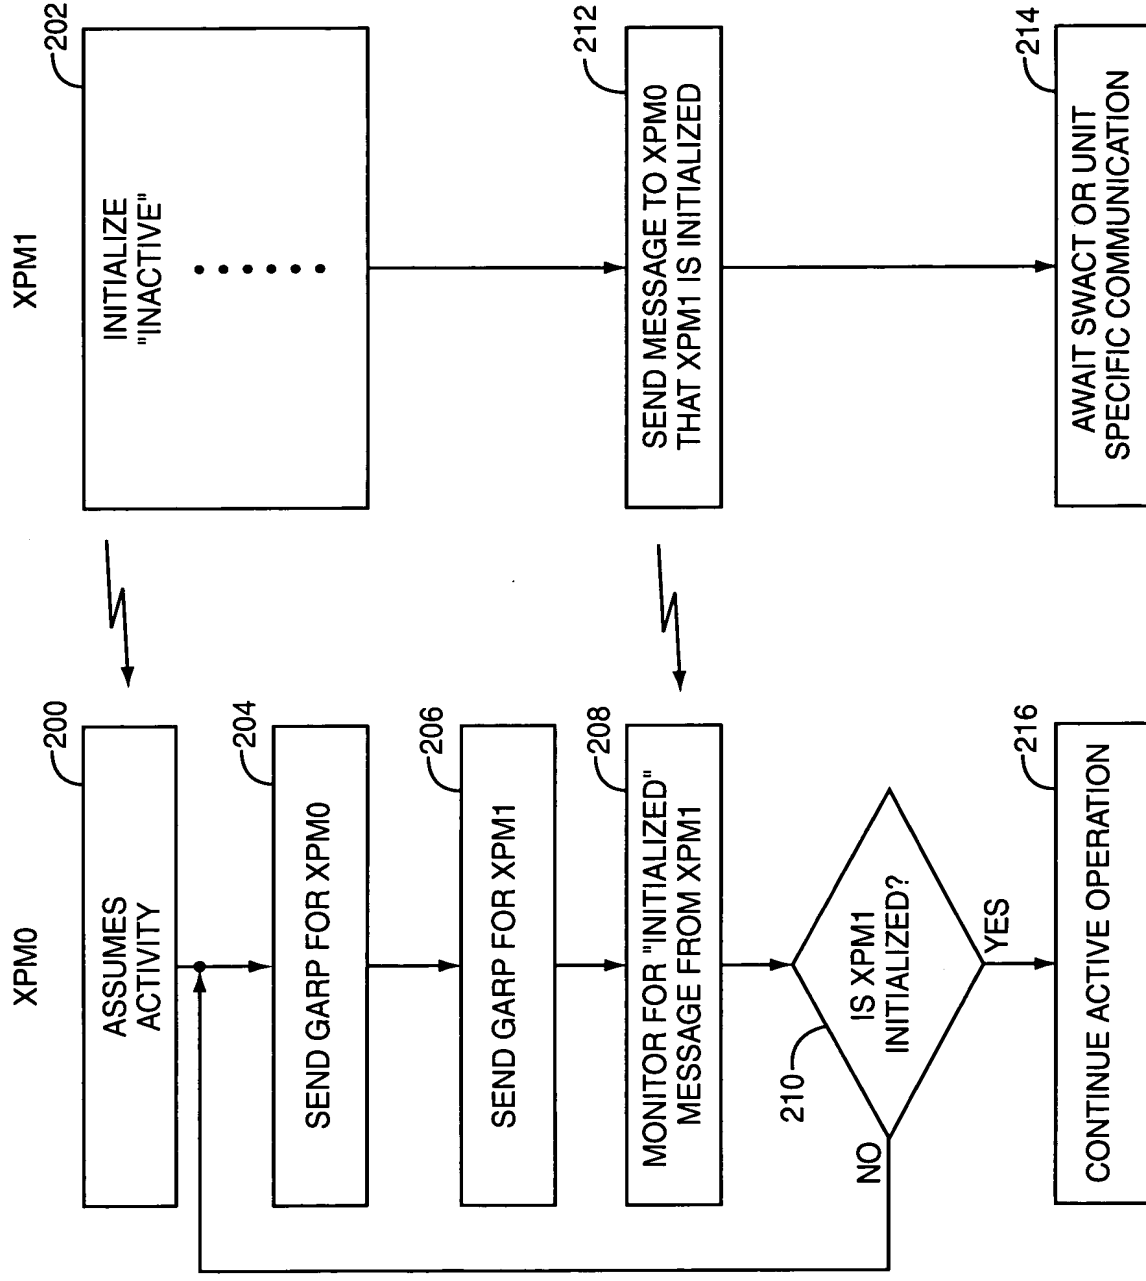 XPM0
200
ASSUMES
ACTIVITY
204
SEND GARP FOR XPM0
206
SEND GARP FOR XPM1
208
MONITOR FOR "INITIALIZED"
MESSAGE FROM XPM1
210
IS XPM1
INITIALIZED?
NO
YES
216
CONTINUE ACTIVE OPERATION
XPM1
202
INITIALIZE
"INACTIVE"
212
SEND MESSAGE TO XPM0
THAT XPM1 IS INITIALIZED
214
AWAIT SWACT OR UNIT
SPECIFIC COMMUNICATION